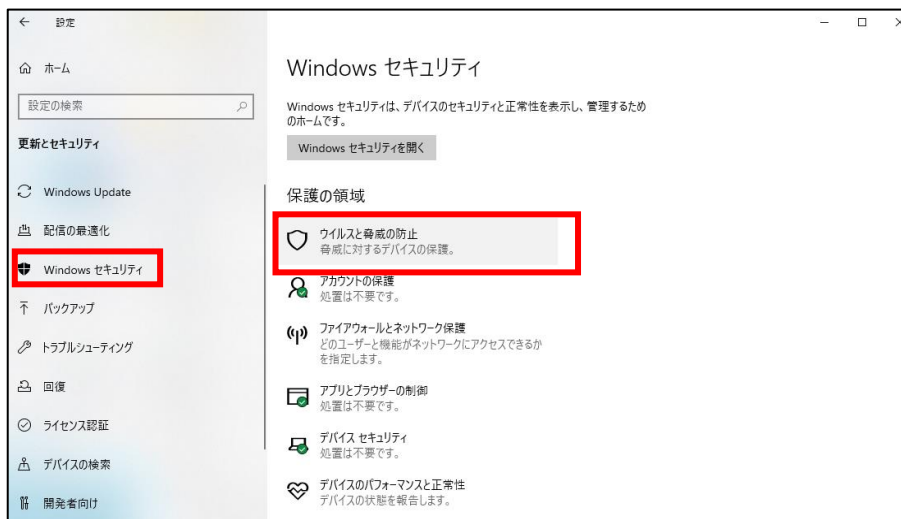 設定
ホーム
設定の検索
更新とセキュリティ
Windows Update
配信の最適化
Windows セキュリティ
バックアップ
トラブルシューティング
回復
ライセンス認証
デバイスの検索
開発者向け
Windows セキュリティ
Windows セキュリティは、デバイスのセキュリティと正常性を表示し、管理するため
のホームです。
Windows セキュリティを開く
保護の領域
ウイルスと脅威の防止
脅威に対するデバイスの保護。
アカウントの保護
処置は不要です。
ファイアウォールとネットワーク保護
どのユーザーと機能がネットワークにアクセスできるか
を指定します。
アプリとブラウザーの制御
処置は不要です。
デバイス セキュリティ
処置は不要です。
デバイスのパフォーマンスと正常性
デバイスの状態を報告します。